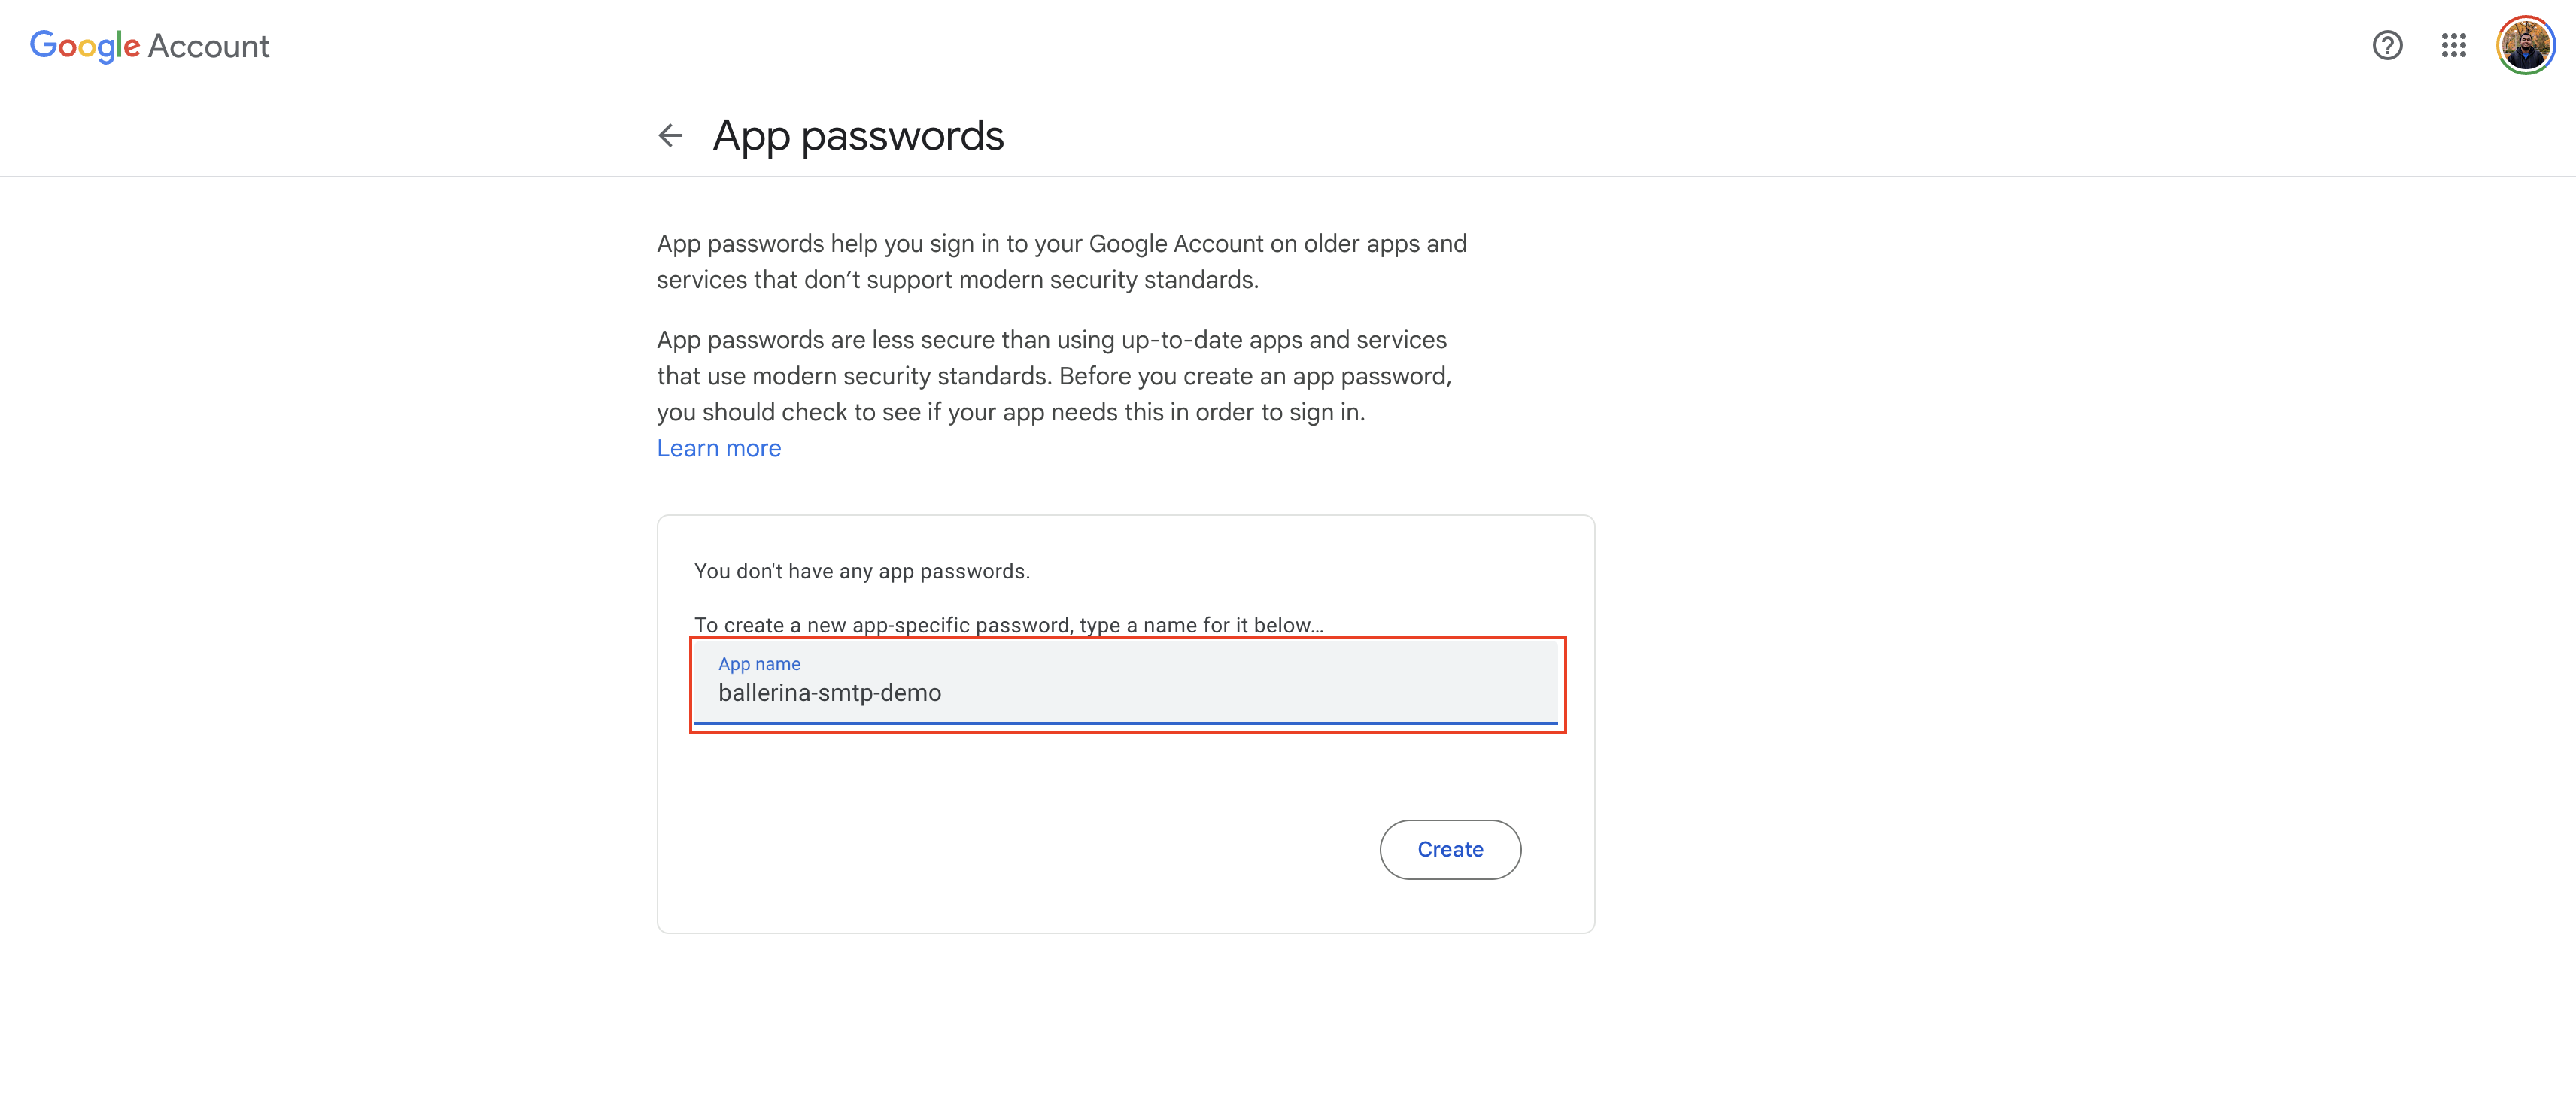 Google Account
App passwords
App passwords help you sign in to your Google Account on older apps and
services that don’t support modern security standards.
App passwords are less secure than using up-to-date apps and services
that use modern security standards. Before you create an app password,
you should check to see if your app needs this in order to sign in.
Learn more
You don't have any app passwords.
To create a new app-specific password, type a name for it below…
App name
ballerina-smtp-demo
Create